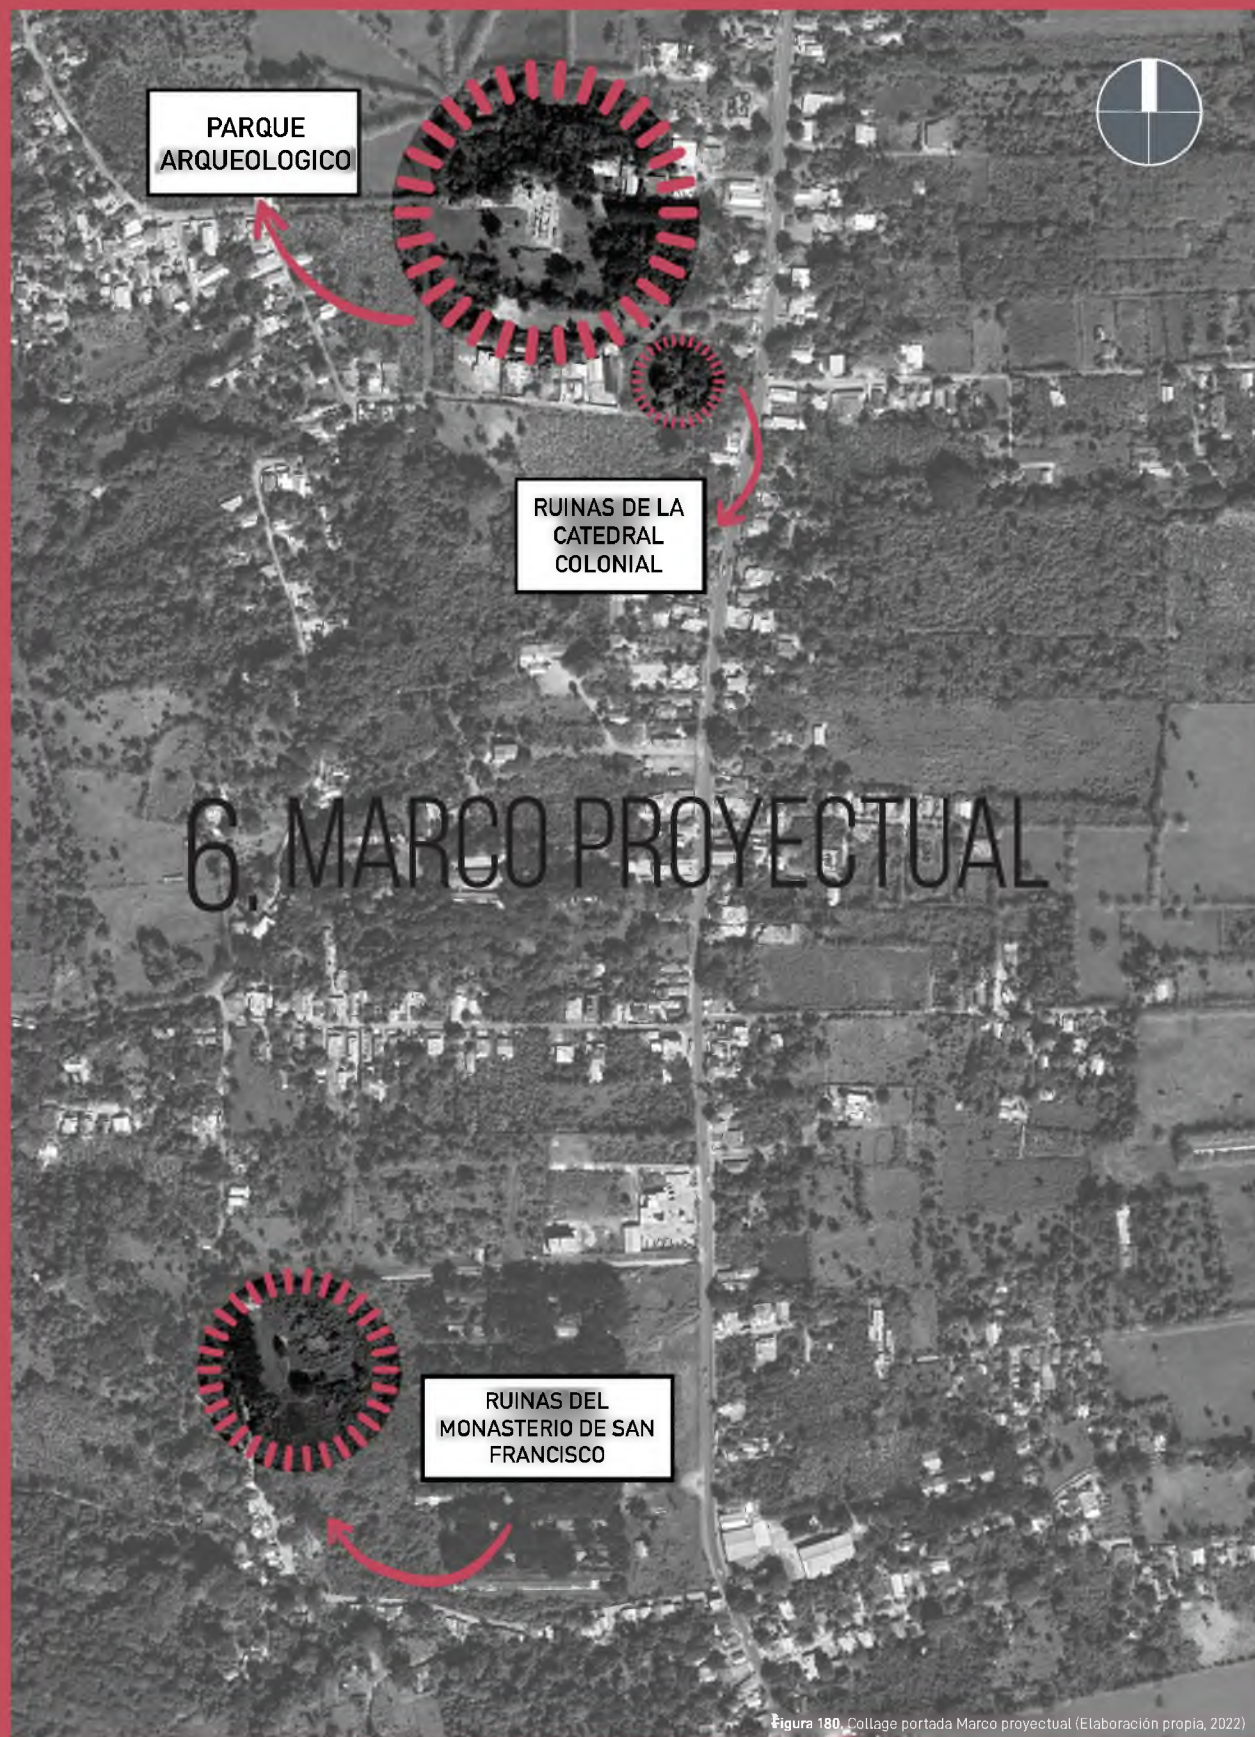 PARQUE
ARQUEOLOGICO
RUINAS DE LA
CATEDRAL
COLONIAL
6. MARCO PROYECTUAL
RUINAS DEL
MONASTERIO DE SAN
FRANCISCO
Figura 180. Collage portada Marco proyectual (Elaboración propia, 2022)